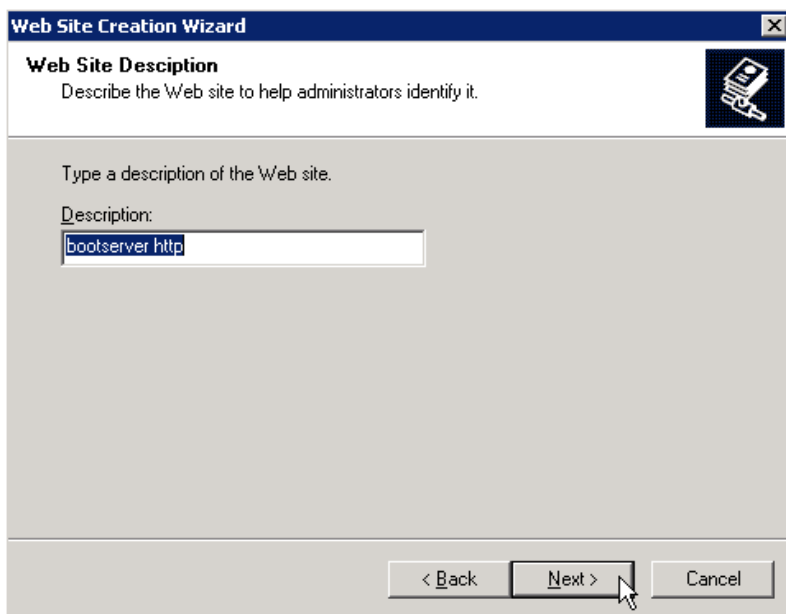 Web Site Creation Wizard
Web Site Desciption
Describe the Web site to help administrators identify it.
Type a description of the Web site.
Description:
bootserver http
< Back
Next >
Cancel